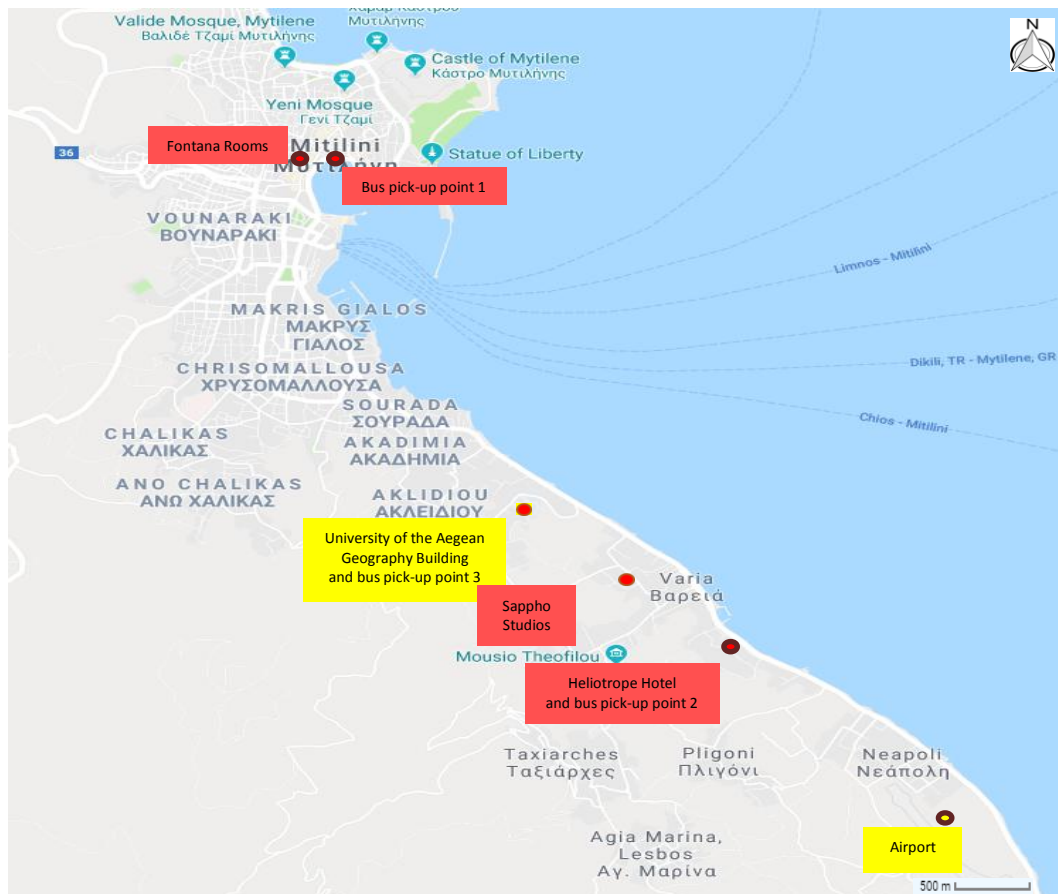 Χαμάμ Κάστρου
Μυτιλήνης
Valide Mosque, Mytilene
Βαλιδέ Τζαμί Μυτιλήνης
Castle of Mytilene
Κάστρο Μυτιλήνης
Yeni Mosque
Γενί Τζαμί
N
36
Fontana Rooms
Mitilini
Μυτιλήνη
Statue of Liberty
Bus pick-up point 1
VOUNARAKI
ΒΟΥΝΑΡΑΚΙ
Limnos - Mitilini
MAKRIS GIALOS
ΜΑΚΡΥΣ
ΓΙΑΛΟΣ
Dikili, TR - Mytilene, GR
CHRISOMALLOUSA
ΧΡΥΣΟΜΑΛΛΟΥΣΑ
Chios - Mitilini
SOURADA
ΣΟΥΡΑΔΑ
CHALIKAS
ΧΑΛΙΚΑΣ
AKADIMIA
ΑΚΑΔΗΜΙΑ
ANO CHALIKAS
ΑΝΩ ΧΑΛΙΚΑΣ
AKLIDIOU
ΑΚΛΕΙΔΙΟΥ
University of the Aegean
Geography Building
and bus pick-up point 3
Varia
Βαρειά
Sappho
Studios
Mousio Theofilou
Heliotrope Hotel
and bus pick-up point 2
Taxiarches
Ταξιάρχες
Pligoni
Πλιγόνι
Neapoli
Νεάπολη
Agia Marina,
Lesbos
Αγ. Μαρίνα
Airport
500 m